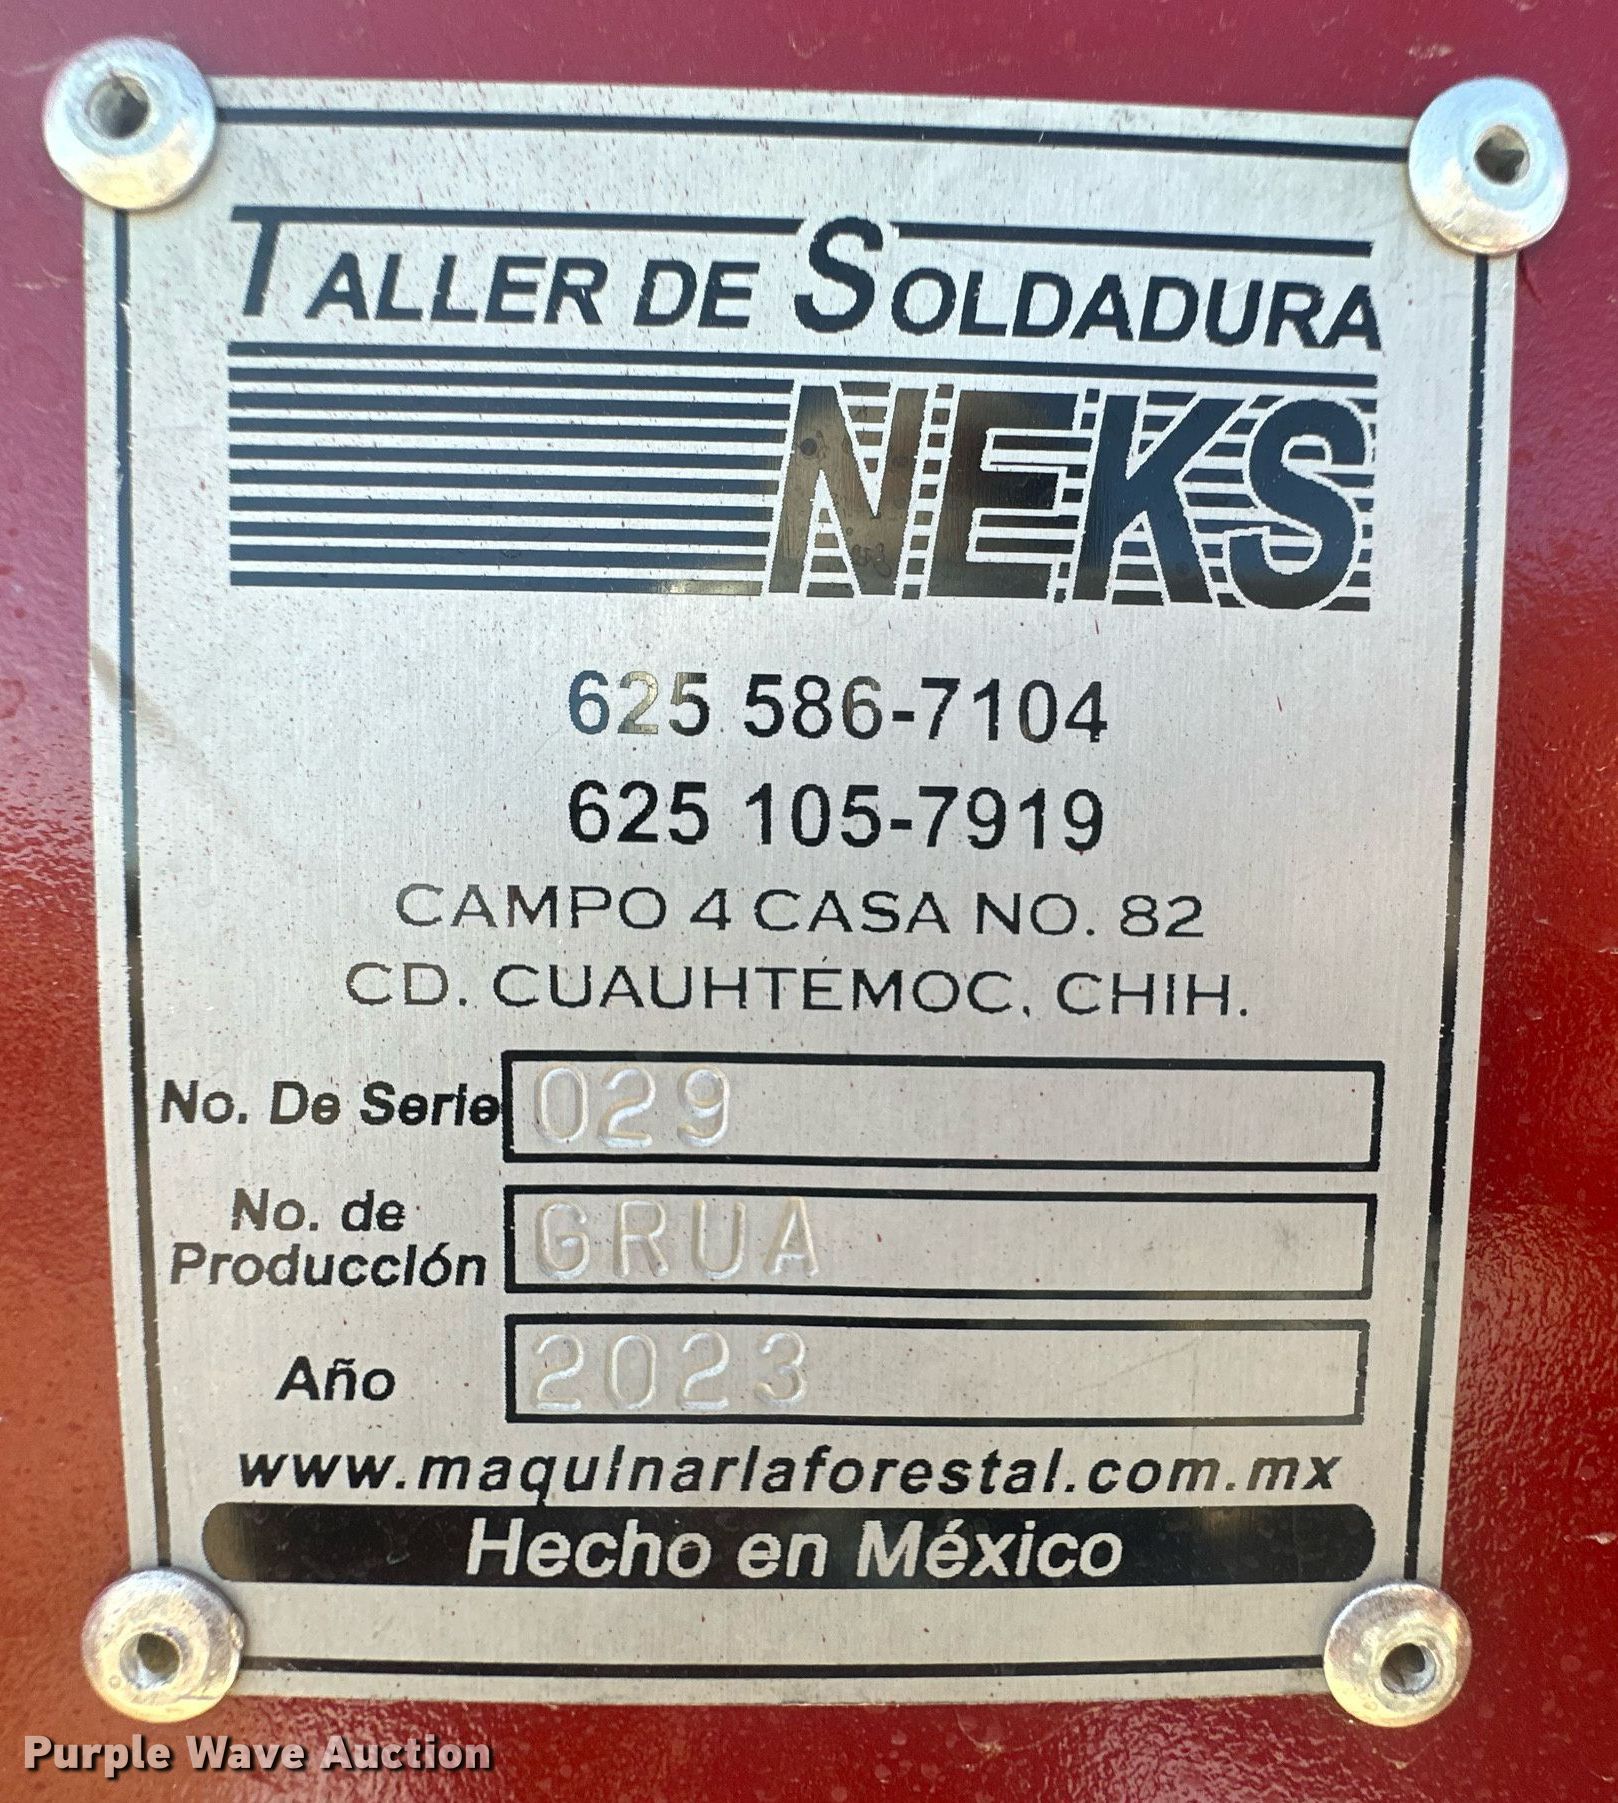 TALLER DE SOLDADURA
NEKS
625 586-7104
625 105-7919
CAMPO 4 CASA NO. 82
CD. CUAUHTÉMOC, CHIH.
No. De Serie 029
No. de
Producción GRUA
Año 2023
www.maquinariaforestal.com.mx
Hecho en México
Purple Wave Auction